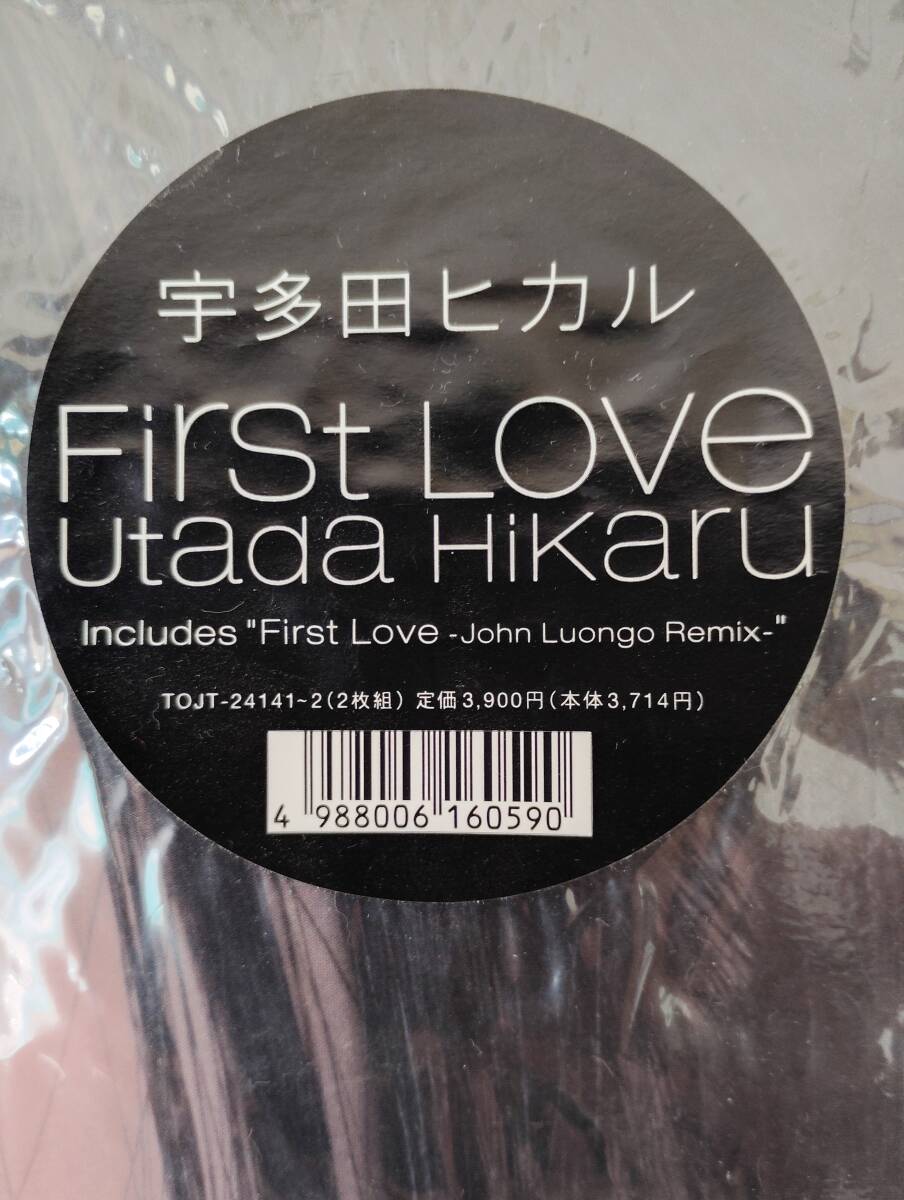 宇多田ヒカル
First Love
Utada Hikaru
Includes "First Love -John Luongo Remix-"
TOJT-24141~2(2枚組) 定価3,900円(本体3,714円)
4 988006 160590